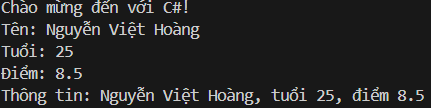 Chào mừng đến với C#!
Tên: Nguyễn Việt Hoàng
Tuổi: 25
Điểm: 8.5
Thông tin: Nguyễn Việt Hoàng, tuổi 25, điểm 8.5